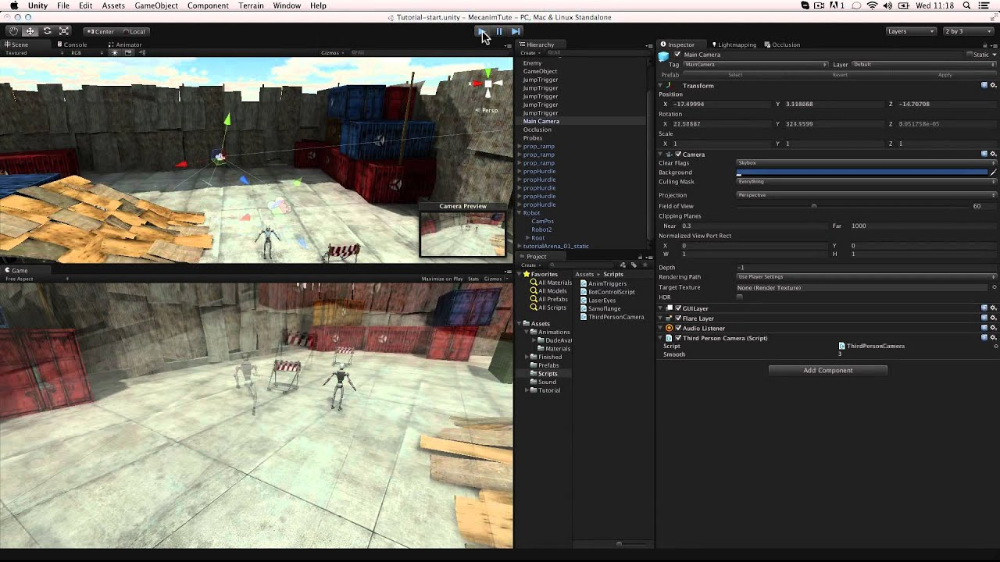 Unity File Edit Assets GameObject Component Terrain Window Help 1 Wed 11:18
Tutorial-start.unity - MecanimTute - PC, Mac & Linux Standalone
Center Local Layers 2 by 3
Scene Console Animator
Textured RGB Gizmos All
x Persp
Camera Preview
Game
Free Aspect Maximize on Play Stats Gizmos
Hierarchy
Create All
Enemy
GameObject
JumpTrigger
JumpTrigger
JumpTrigger
JumpTrigger
JumpTrigger
Main Camera
Occlusion
Probes
prop_ramp
prop_ramp
prop_ramp
propHurdle
propHurdle
propHurdle
propHurdle
propHurdle
Robot
CamPos
Robot2
Root
tutorialArena_01_static
Project
Create
Favorites
All Materials
All Models
All Prefabs
All Scripts
Assets
Animations
DudeAvat
Materials
Finished
Prefabs
Scripts
Sound
Tutorial
Assets Scripts
AnimTriggers
BotControlScript
LaserEyes
Samoflange
ThirdPersonCamera
Inspector Lightmapping Occlusion
Main Camera Static
Tag MainCamera Layer Default
Prefab Select Revert Apply
Transform
Position
X -17.49994 Y 3.118668 Z -14.70708
Rotation
X Y Z
Scale
X 1 Y 1 Z 1
Camera
Clear Flags Skybox
Background
Culling Mask Everything
Projection Perspective
Field of View 60
Clipping Planes
Near 0.3 Far 1000
Normalized View Port Rect
X 0 Y 0
W 1 H 1
Depth -1
Rendering Path Use Player Settings
Target Texture None (Render Texture)
HDR
GUILayer
Flare Layer
Audio Listener
Third Person Camera (Script)
Script ThirdPersonCamera
Smooth 3
Add Component